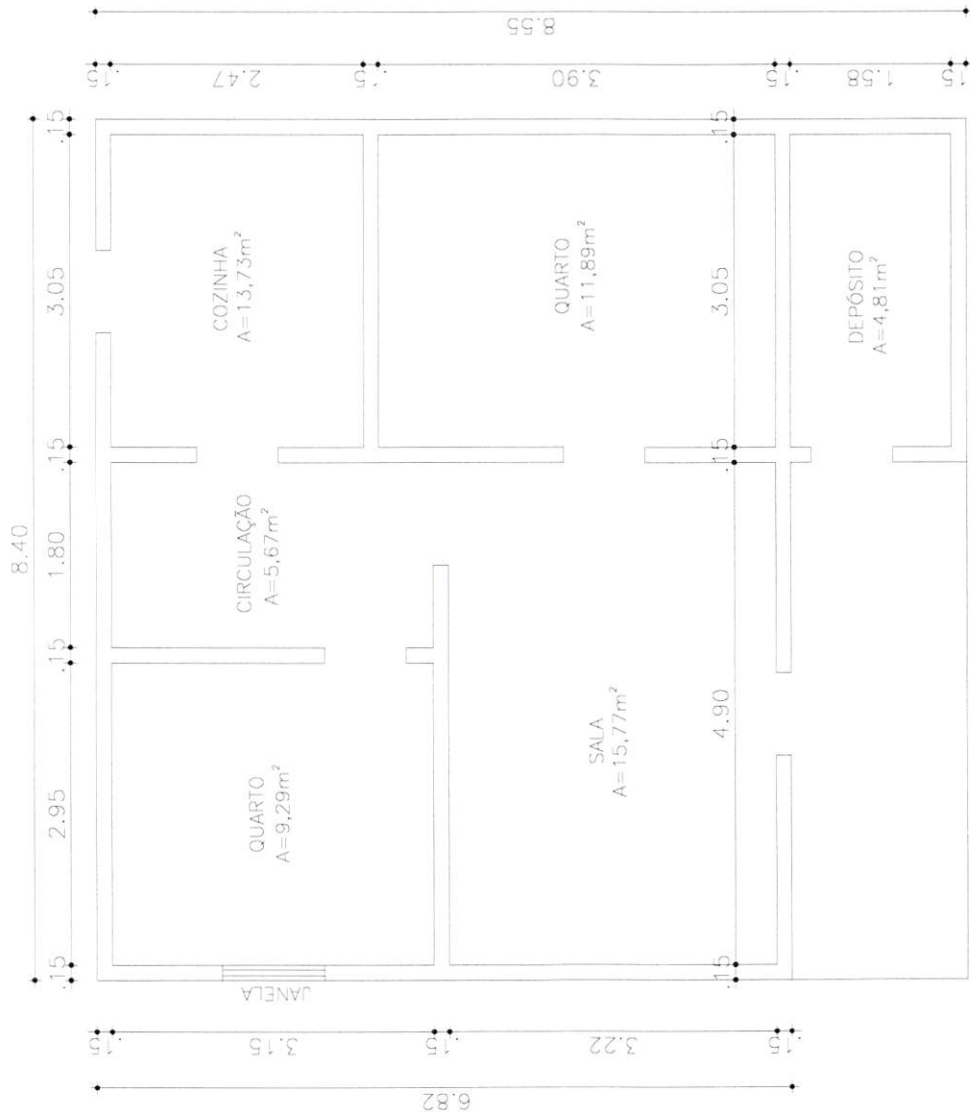 8.55
.15
2.47
.15
3.90
.15
1.58
.15
8.40
.15
3.05
.15
1.80
.15
2.95
.15
COZINHA
A=13,73m²
QUARTO
A=11,89m²
DEPÓSITO
A=4,81m²
.15
3.05
.15
4.90
.15
CIRCULAÇÃO
A=5,67m²
QUARTO
A=9,29m²
SALA
A=15,77m²
JANELA
.15
3.15
.15
3.22
.15
6.82